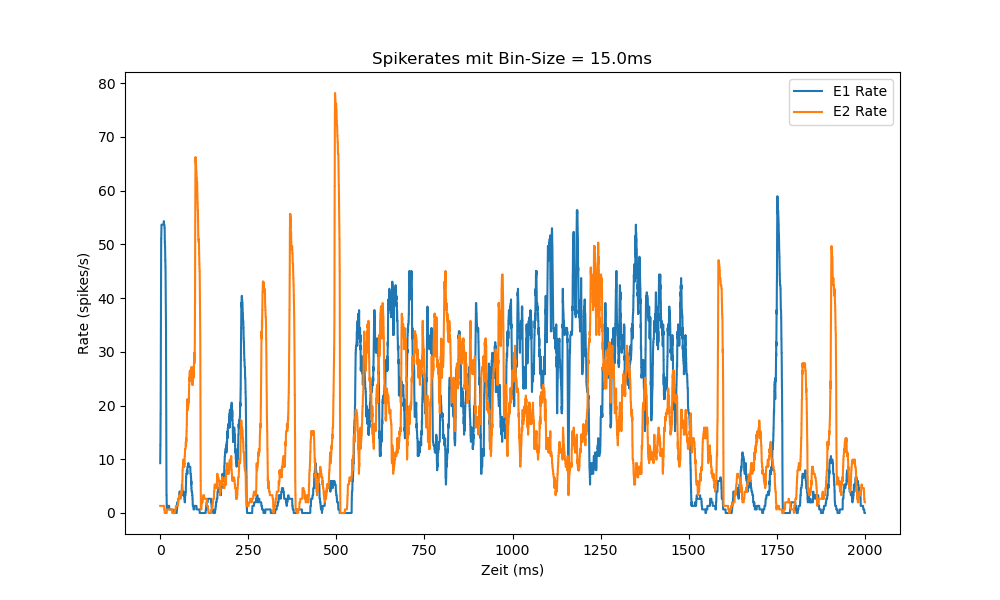 Spikerates mit Bin-Size = 15.0ms
E1 Rate
E2 Rate
80
70
60
50
40
30
20
10
0
Rate (spikes/s)
0 250 500 750 1000 1250 1500 1750 2000
Zeit (ms)